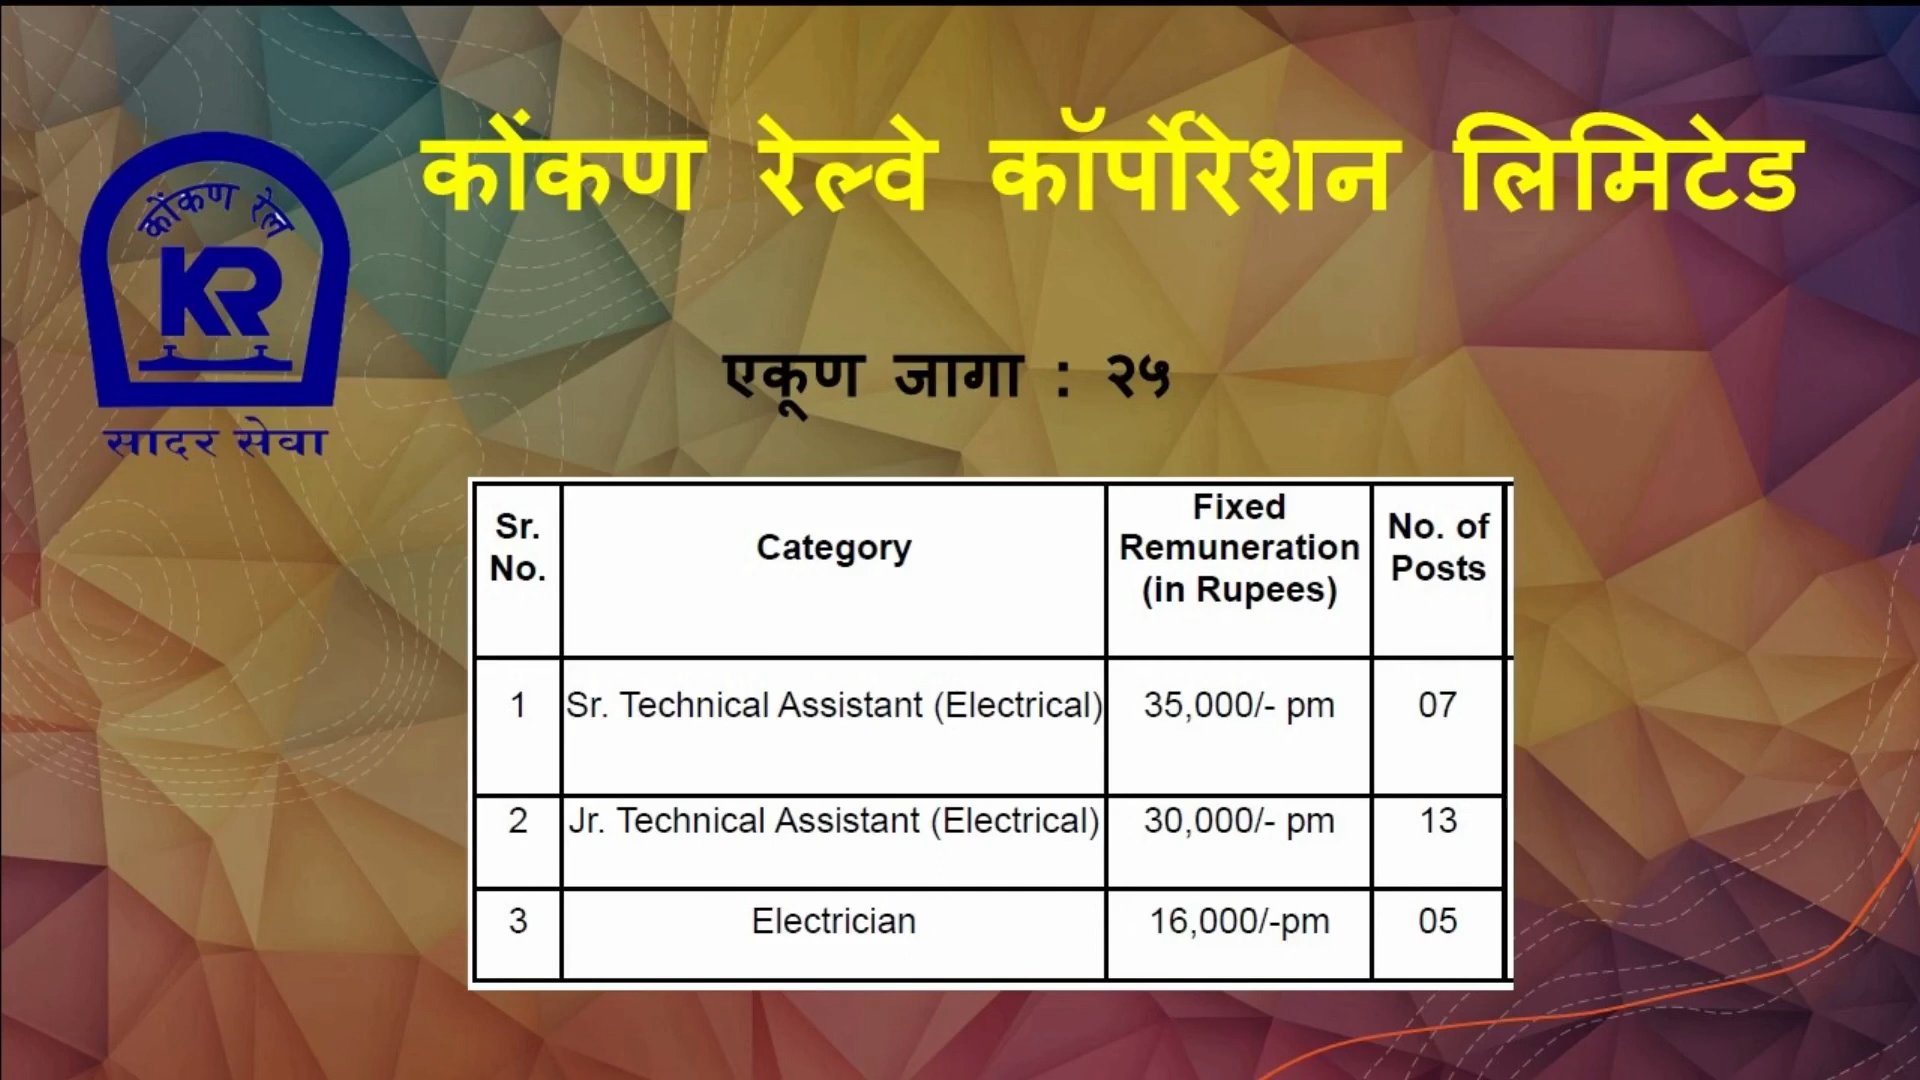 कोंकण रेल्वे कॉर्पोरेशन लिमिटेड
कोंकण रेल
KR
सादर सेवा
एकूण जागा : २५
Sr. No. Category Fixed Remuneration (in Rupees) No. of Posts
1 Sr. Technical Assistant (Electrical) 35,000/- pm 07
2 Jr. Technical Assistant (Electrical) 30,000/- pm 13
3 Electrician 16,000/-pm 05